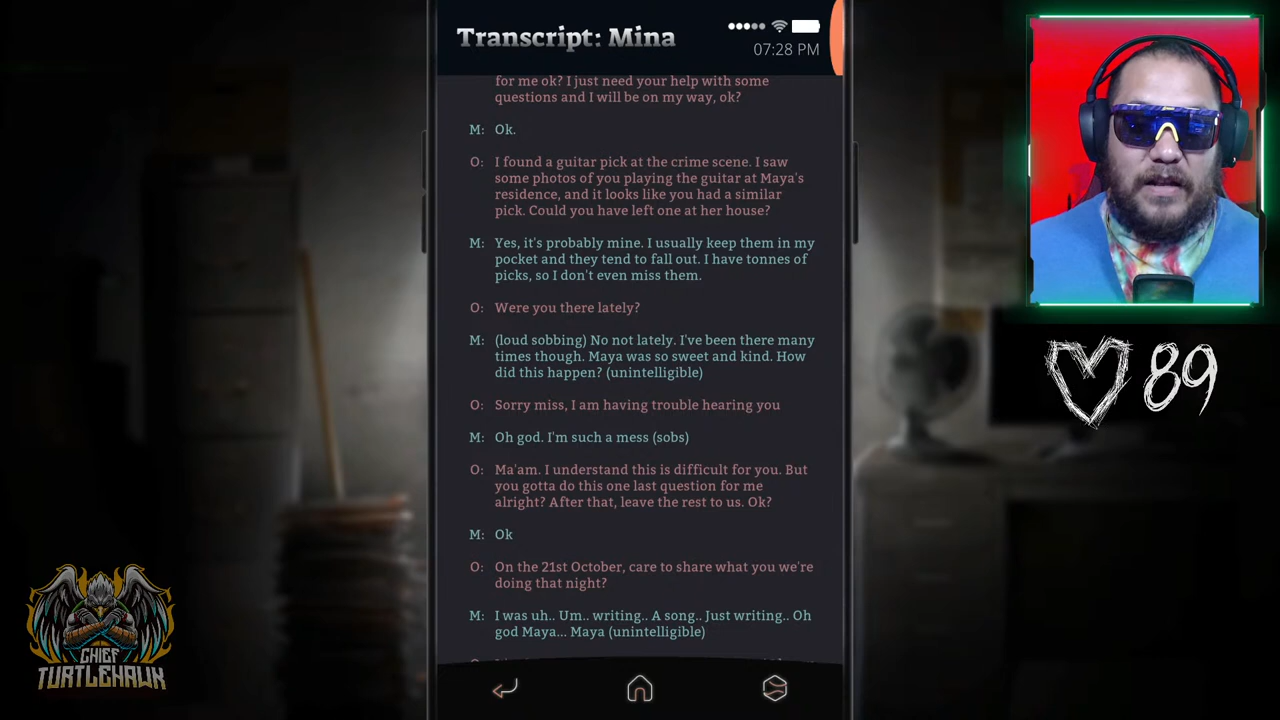 Transcript: Mina
07:28 PM
for me ok? I just need your help with some
questions and I will be on my way, ok?
M: Ok.
O: I found a guitar pick at the crime scene. I saw
some photos of you playing the guitar at Maya's
residence, and it looks like you had a similar
pick. Could you have left one at her house?
M: Yes, it's probably mine. I usually keep them in my
pocket and they tend to fall out. I have tonnes of
picks, so I don't even miss them.
O: Were you there lately?
M: (loud sobbing) No not lately. I've been there many
times though. Maya was so sweet and kind. How
did this happen? (unintelligible)
O: Sorry miss, I am having trouble hearing you
M: Oh god. I'm such a mess (sobs)
O: Ma'am. I understand this is difficult for you. But
you gotta do this one last question for me
alright? After that, leave the rest to us. Ok?
M: Ok
O: On the 21st October, care to share what you we're
doing that night?
M: I was uh.. Um.. writing.. A song.. Just writing.. Oh
god Maya... Maya (unintelligible)
89
CHIEF
TURTLEHAWK